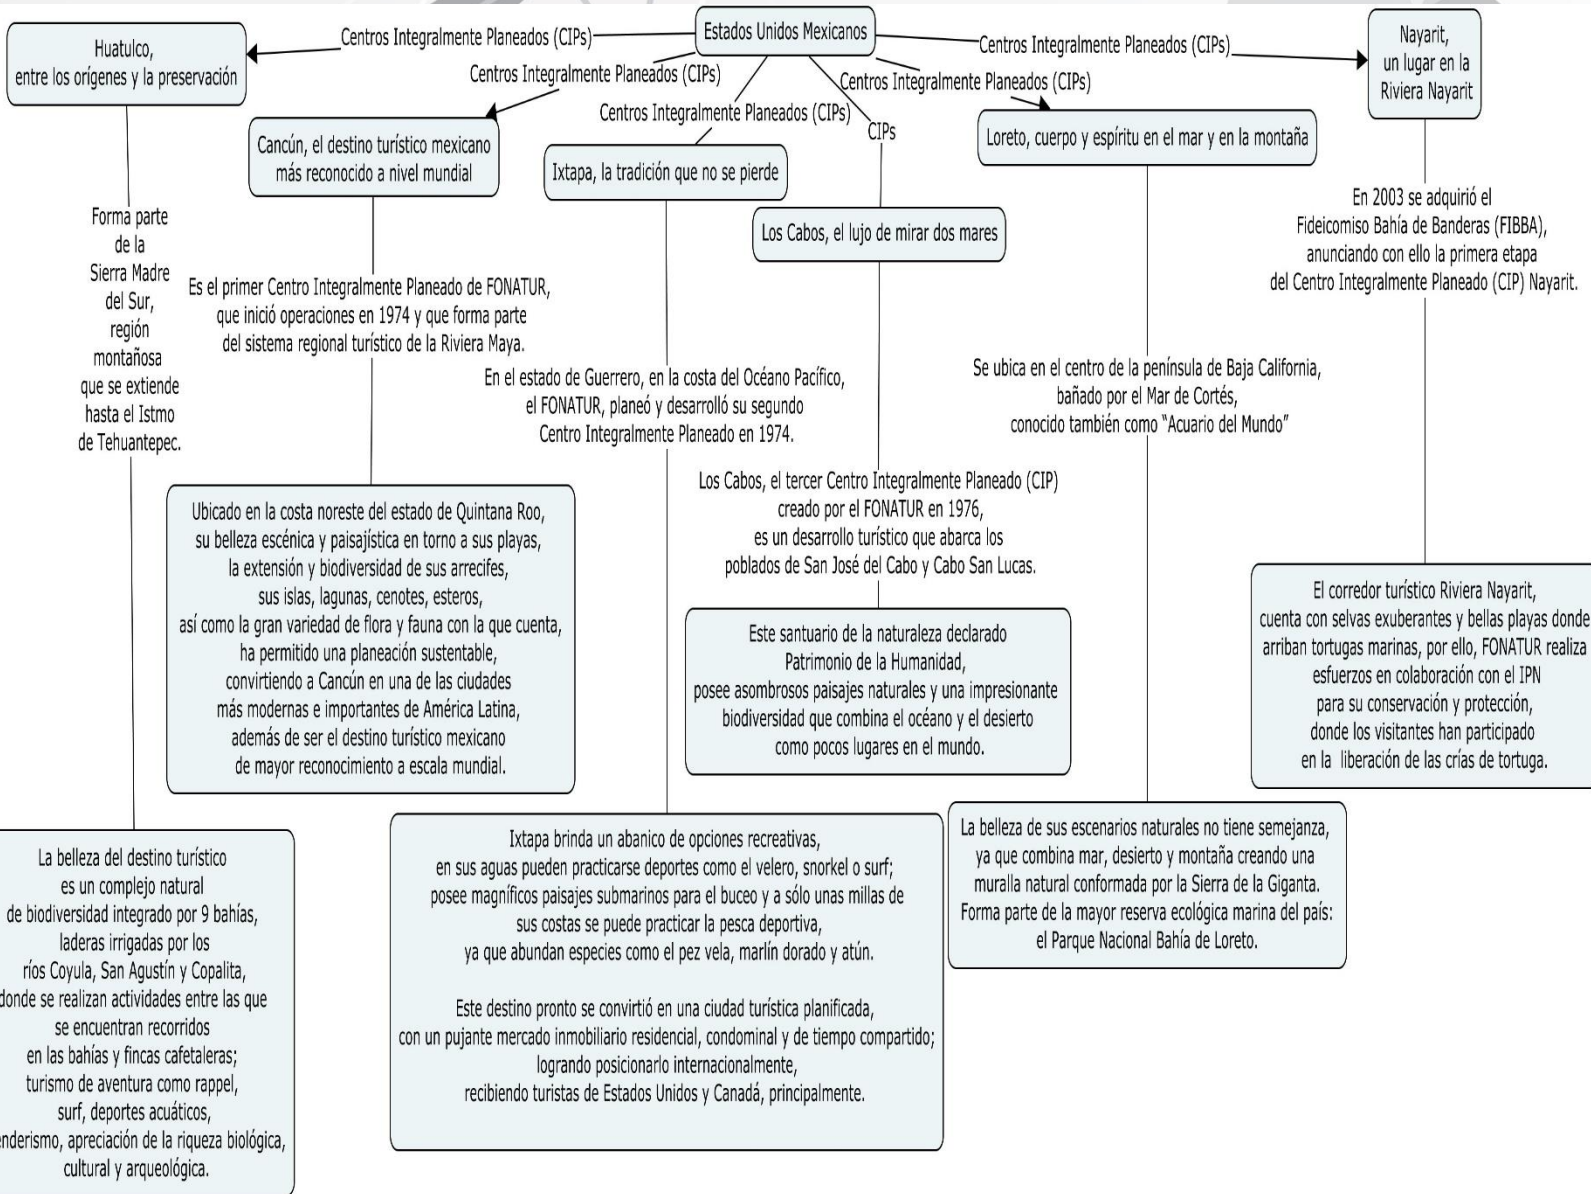 Estados Unidos Mexicanos
Centros Integralmente Planeados (CIPs)
Huatulco,
entre los orígenes y la preservación
Forma parte
de la
Sierra Madre
del Sur,
región
montañosa
que se extiende
hasta el Istmo
de Tehuantepec.
La belleza del destino turístico
es un complejo natural
de biodiversidad integrado por 9 bahías,
laderas irrigadas por los
ríos Coyula, San Agustín y Copalita,
donde se realizan actividades entre las que
se encuentran recorridos
en las bahías y fincas cafetaleras;
turismo de aventura como rappel,
surf, deportes acuáticos,
enderismo, apreciación de la riqueza biológica,
cultural y arqueológica.
Centros Integralmente Planeados (CIPs)
Cancún, el destino turístico mexicano
más reconocido a nivel mundial
Es el primer Centro Integralmente Planeado de FONATUR,
que inició operaciones en 1974 y que forma parte
del sistema regional turístico de la Riviera Maya.
Ubicado en la costa noreste del estado de Quintana Roo,
su belleza escénica y paisajística en torno a sus playas,
la extensión y biodiversidad de sus arrecifes,
sus islas, lagunas, cenotes, esteros,
así como la gran variedad de flora y fauna con la que cuenta,
ha permitido una planeación sustentable,
convirtiendo a Cancún en una de las ciudades
más modernas e importantes de América Latina,
además de ser el destino turístico mexicano
de mayor reconocimiento a escala mundial.
Centros Integralmente Planeados (CIPs)
Ixtapa, la tradición que no se pierde
En el estado de Guerrero, en la costa del Océano Pacífico,
el FONATUR, planeó y desarrolló su segundo
Centro Integralmente Planeado en 1974.
Ixtapa brinda un abanico de opciones recreativas,
en sus aguas pueden practicarse deportes como el velero, snorkel o surf;
posee magníficos paisajes submarinos para el buceo y a sólo unas millas de
sus costas se puede practicar la pesca deportiva,
ya que abundan especies como el pez vela, marlín dorado y atún.
Este destino pronto se convirtió en una ciudad turística planificada,
con un pujante mercado inmobiliario residencial, condominal y de tiempo compartido;
logrando posicionarlo internacionalmente,
recibiendo turistas de Estados Unidos y Canadá, principalmente.
CIPs
Los Cabos, el lujo de mirar dos mares
Los Cabos, el tercer Centro Integralmente Planeado (CIP)
creado por el FONATUR en 1976,
es un desarrollo turístico que abarca los
poblados de San José del Cabo y Cabo San Lucas.
Este santuario de la naturaleza declarado
Patrimonio de la Humanidad,
posee asombrosos paisajes naturales y una impresionante
biodiversidad que combina el océano y el desierto
como pocos lugares en el mundo.
Centros Integralmente Planeados (CIPs)
Loreto, cuerpo y espíritu en el mar y en la montaña
Se ubica en el centro de la península de Baja California,
bañado por el Mar de Cortés,
conocido también como “Acuario del Mundo”
La belleza de sus escenarios naturales no tiene semejanza,
ya que combina mar, desierto y montaña creando una
muralla natural conformada por la Sierra de la Giganta.
Forma parte de la mayor reserva ecológica marina del país:
el Parque Nacional Bahía de Loreto.
Centros Integralmente Planeados (CIPs)
Nayarit,
un lugar en la
Riviera Nayarit
En 2003 se adquirió el
Fideicomiso Bahía de Banderas (FIBBA),
anunciando con ello la primera etapa
del Centro Integralmente Planeado (CIP) Nayarit.
El corredor turístico Riviera Nayarit,
cuenta con selvas exuberantes y bellas playas donde
arriban tortugas marinas, por ello, FONATUR realiza
esfuerzos en colaboración con el IPN
para su conservación y protección,
donde los visitantes han participado
en la liberación de las crías de tortuga.